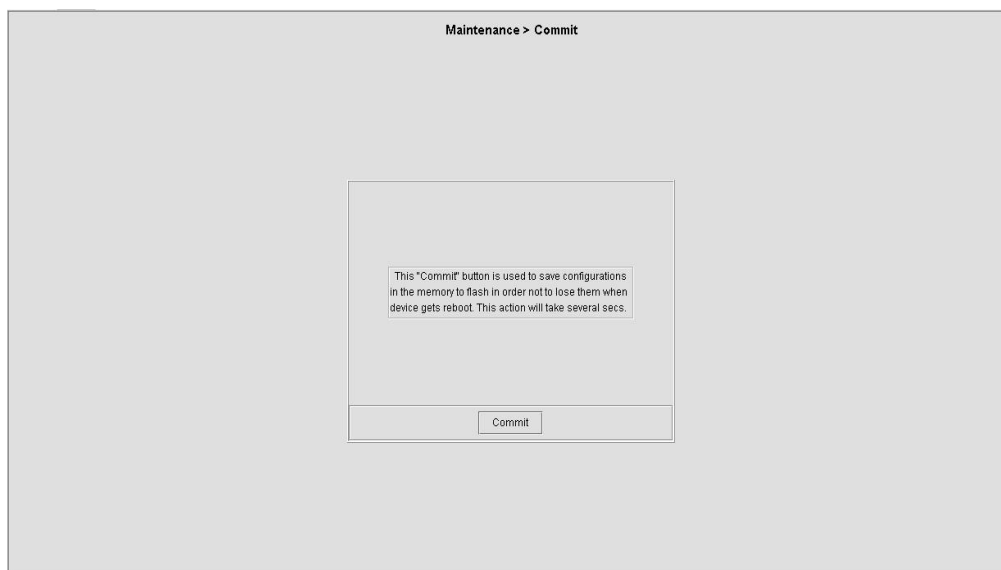 Maintenance > Commit
This "Commit" button is used to save configurations
in the memory to flash in order not to lose them when
device gets reboot. This action will take several secs.
Commit